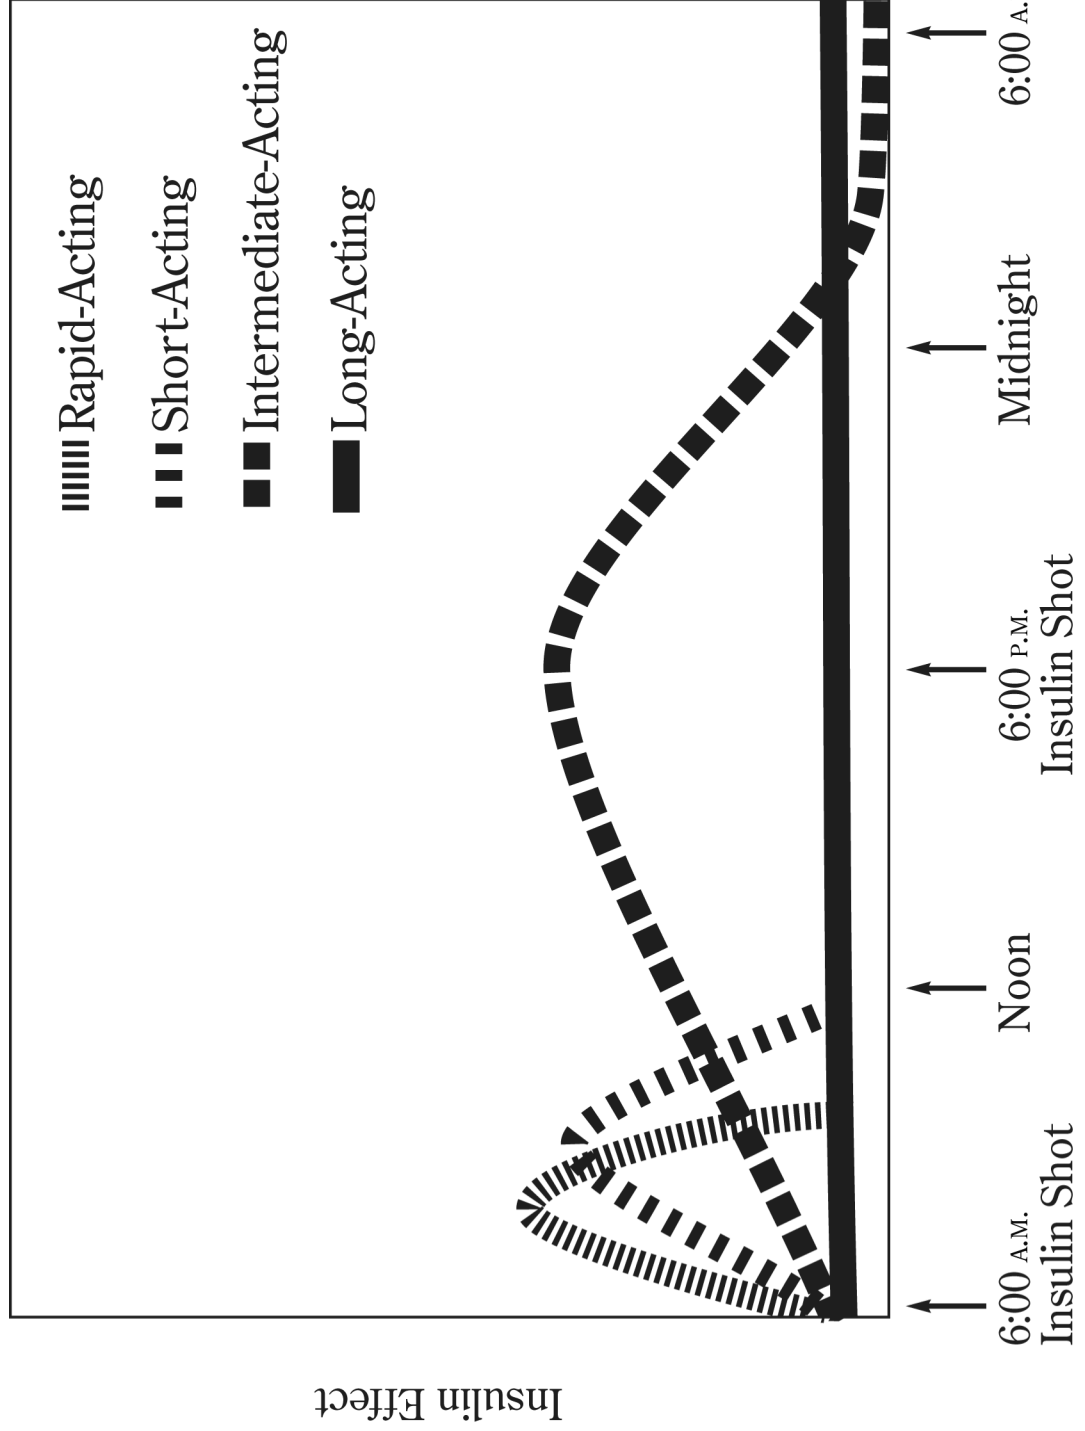 Rapid-Acting
Short-Acting
Intermediate-Acting
Long-Acting
Insulin Effect
6:00 A.M.
Insulin Shot
Noon
6:00 P.M.
Insulin Shot
Midnight
6:00 A.